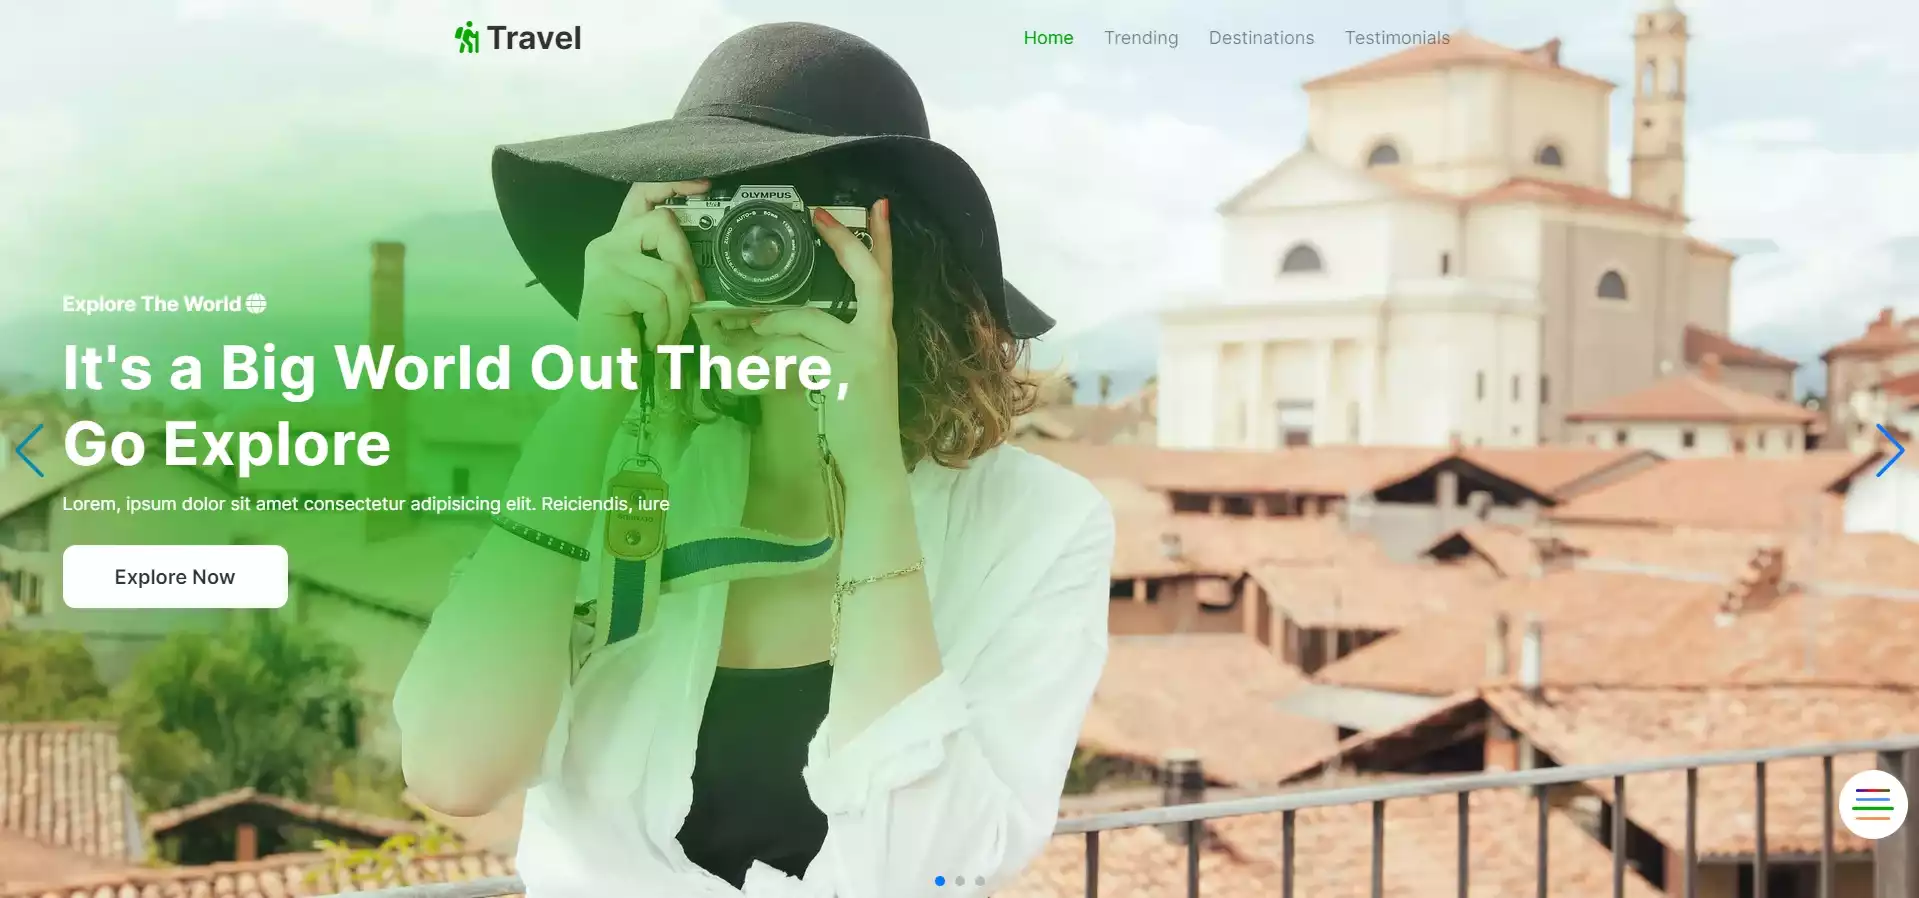 Travel
Home Trending Destinations Testimonials
OLYMPUS
Explore The World
It's a Big World Out There,
Go Explore
Lorem, ipsum dolor sit amet consectetur adipisicing elit. Reiciendis, iure
Explore Now